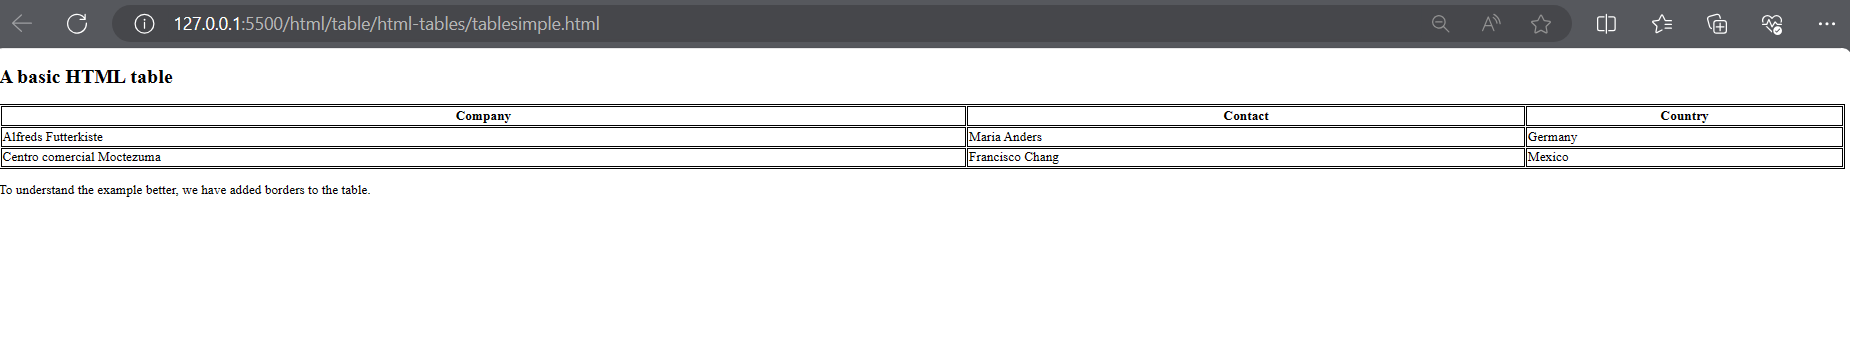 127.0.0.1:5500/html/table/html-tables/tablesimple.html
A basic HTML table
Company Contact Country
Alfreds Futterkiste Maria Anders Germany
Centro comercial Moctezuma Francisco Chang Mexico
To understand the example better, we have added borders to the table.